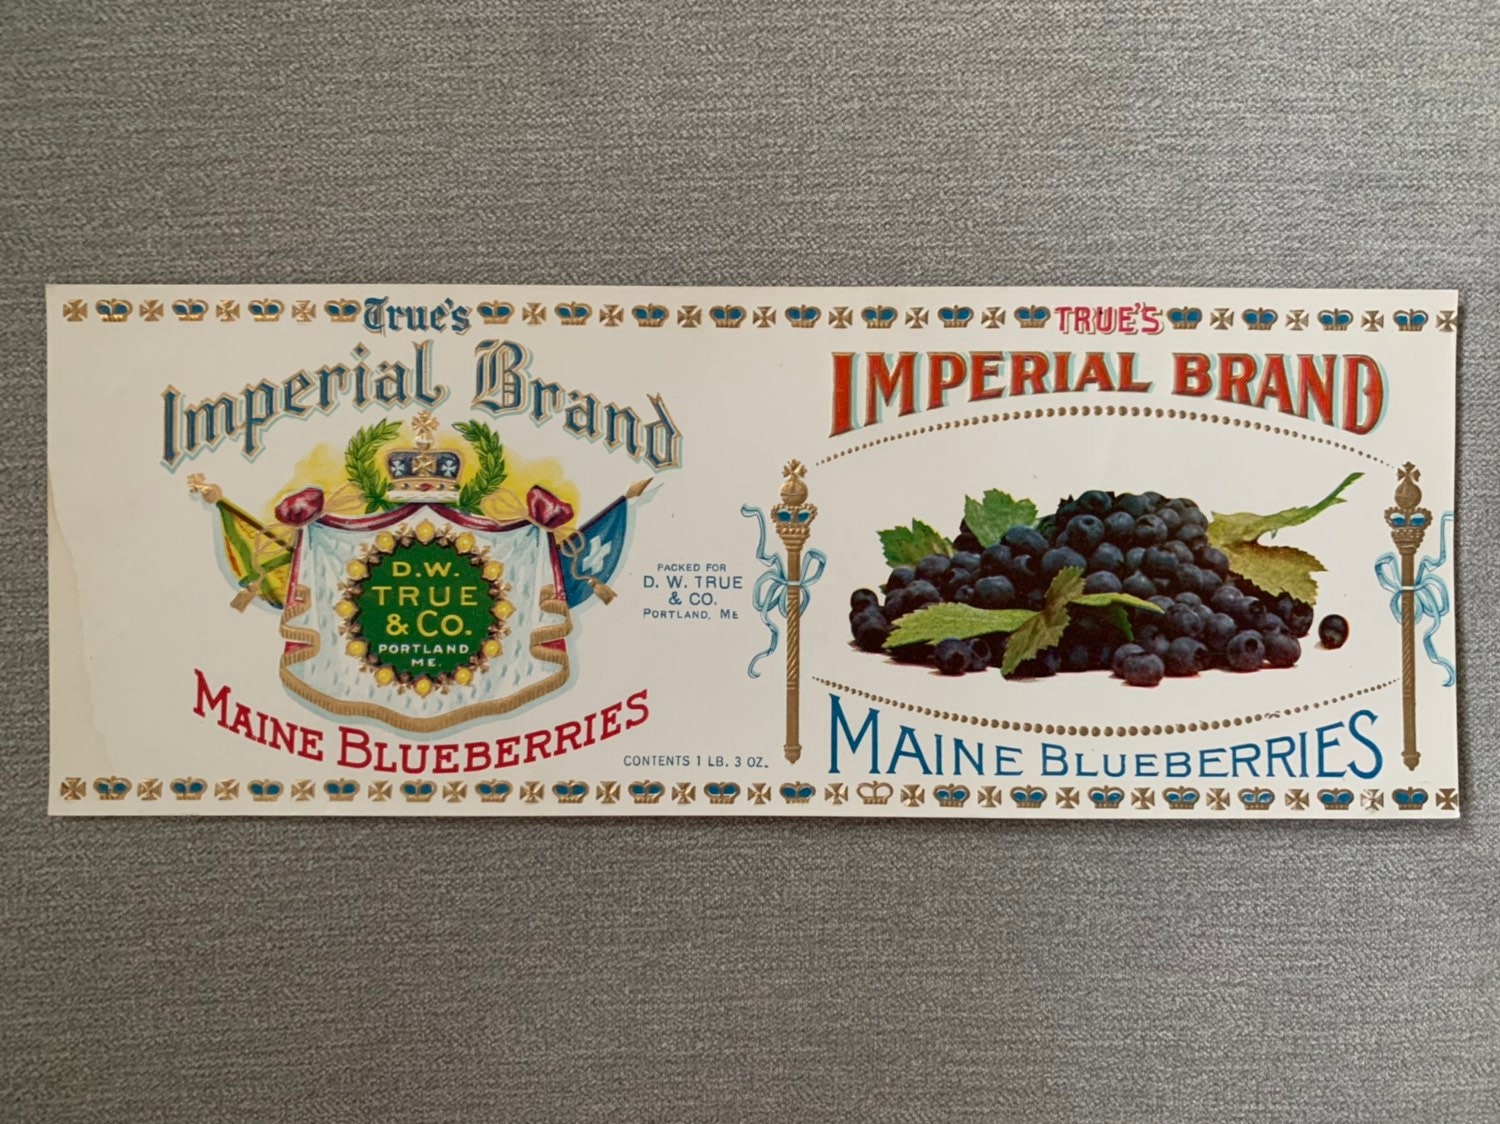 True's
Imperial Brand
D.W.
TRUE
& Co.
PORTLAND
ME.
MAINE BLUEBERRIES
PACKED FOR
D. W. TRUE
& CO.
PORTLAND, ME
CONTENTS 1 LB. 3 OZ.
TRUE'S
IMPERIAL BRAND
MAINE BLUEBERRIES